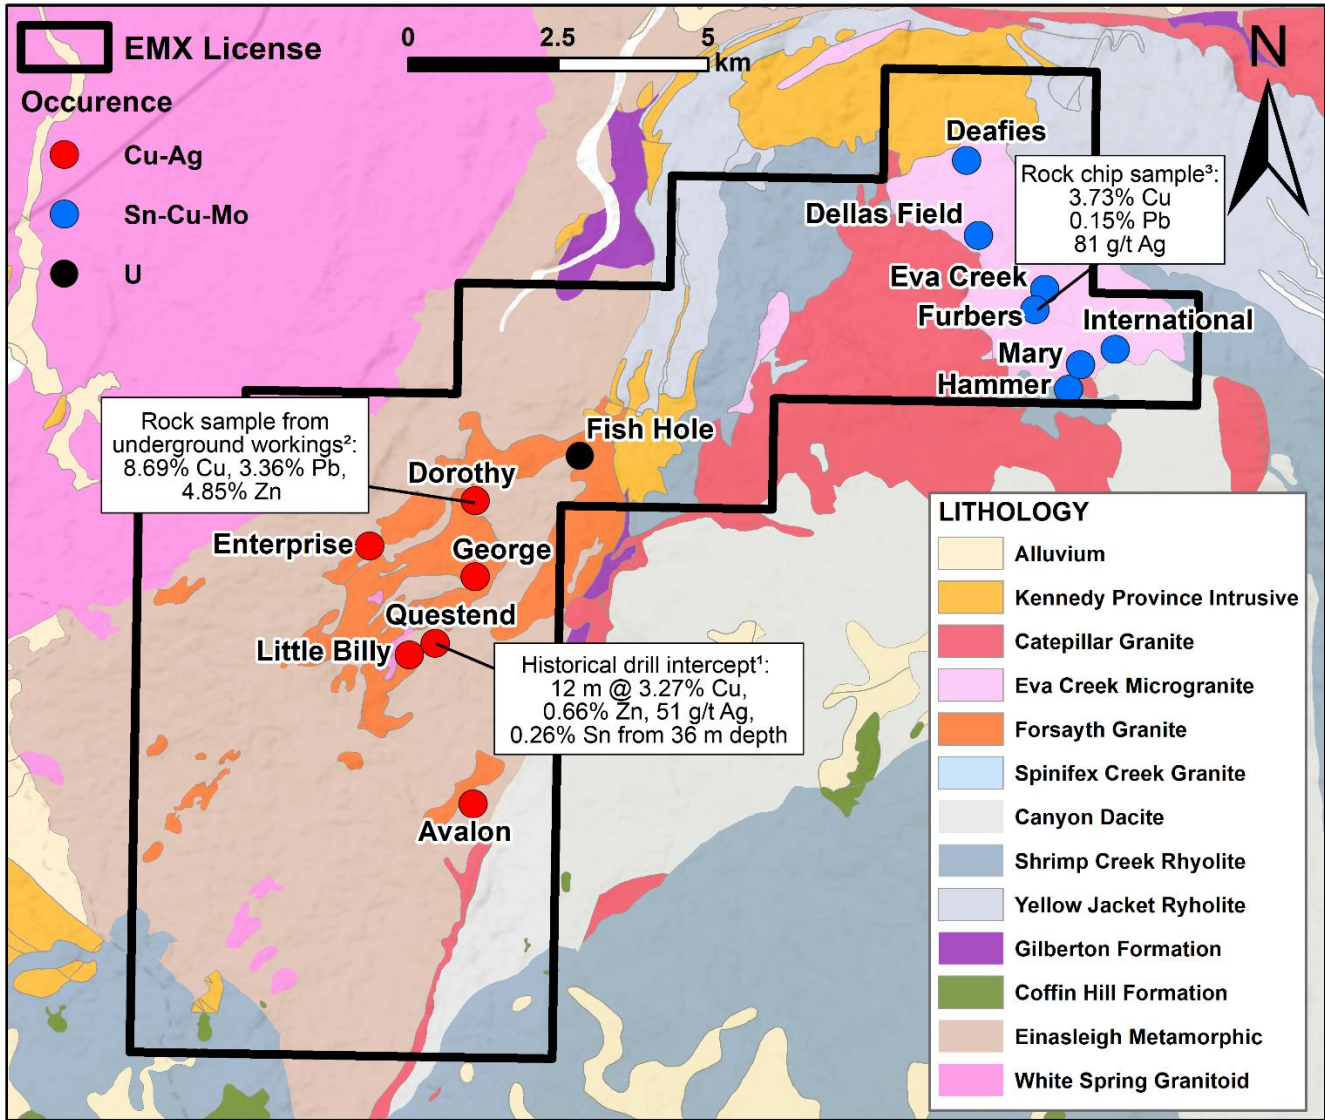 EMX License
Occurence
Cu-Ag
Sn-Cu-Mo
U
0 2.5 5
km
N
Deafies
Rock chip sample³:
3.73% Cu
0.15% Pb
81 g/t Ag
Dellas Field
Eva Creek
Furbers
International
Mary
Hammer
Rock sample from
underground workings²:
8.69% Cu, 3.36% Pb,
4.85% Zn
Fish Hole
Dorothy
Enterprise
George
Questend
Little Billy
Historical drill intercept¹:
12 m @ 3.27% Cu,
0.66% Zn, 51 g/t Ag,
0.26% Sn from 36 m depth
Avalon
LITHOLOGY
Alluvium
Kennedy Province Intrusive
Catepillar Granite
Eva Creek Microgranite
Forsayth Granite
Spinifex Creek Granite
Canyon Dacite
Shrimp Creek Rhyolite
Yellow Jacket Ryholite
Gilberton Formation
Coffin Hill Formation
Einasleigh Metamorphic
White Spring Granitoid